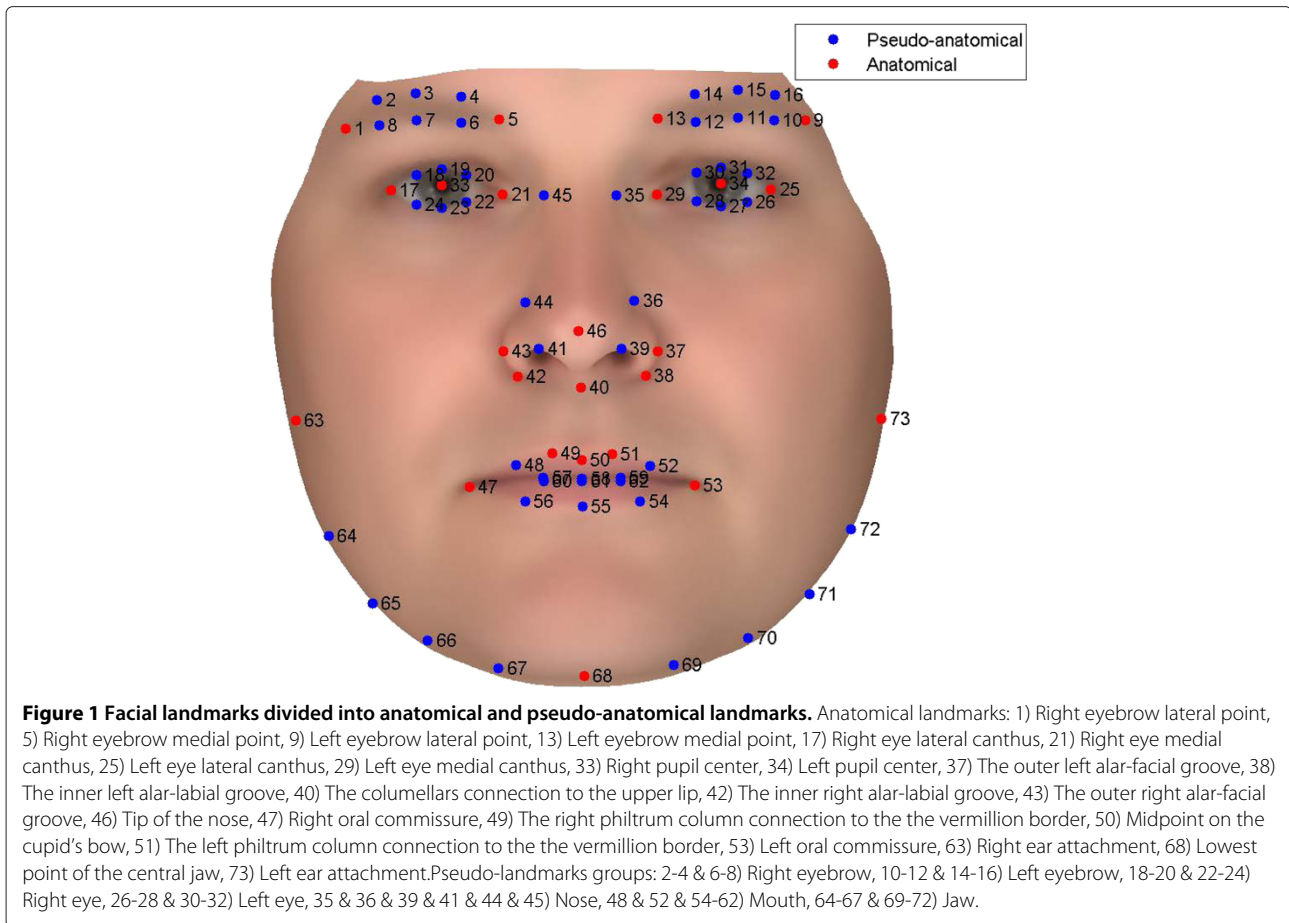 Pseudo-anatomical
Anatomical
2 3 4 14 15 16
1 8 7 6 5 13 12 11 10 9
18 19 20 30 31 32
17 33 21 45 35 29 34 25
24 23 22 28 27 26
44 36
46
43 41 39 37
42 40 38
63 73
49 50 51
48 52
57 58 59
47 60 61 62 53
56 55 54
64 72
65 71
66 70
67 68 69
Figure 1 Facial landmarks divided into anatomical and pseudo-anatomical landmarks. Anatomical landmarks: 1) Right eyebrow lateral point,
5) Right eyebrow medial point, 9) Left eyebrow lateral point, 13) Left eyebrow medial point, 17) Right eye lateral canthus, 21) Right eye medial
canthus, 25) Left eye lateral canthus, 29) Left eye medial canthus, 33) Right pupil center, 34) Left pupil center, 37) The outer left alar-facial groove, 38)
The inner left alar-labial groove, 40) The columellars connection to the upper lip, 42) The inner right alar-labial groove, 43) The outer right alar-facial
groove, 46) Tip of the nose, 47) Right oral commissure, 49) The right philtrum column connection to the the vermillion border, 50) Midpoint on the
cupid's bow, 51) The left philtrum column connection to the the vermillion border, 53) Left oral commissure, 63) Right ear attachment, 68) Lowest
point of the central jaw, 73) Left ear attachment.Pseudo-landmarks groups: 2-4 & 6-8) Right eyebrow, 10-12 & 14-16) Left eyebrow, 18-20 & 22-24)
Right eye, 26-28 & 30-32) Left eye, 35 & 36 & 39 & 41 & 44 & 45) Nose, 48 & 52 & 54-62) Mouth, 64-67 & 69-72) Jaw.